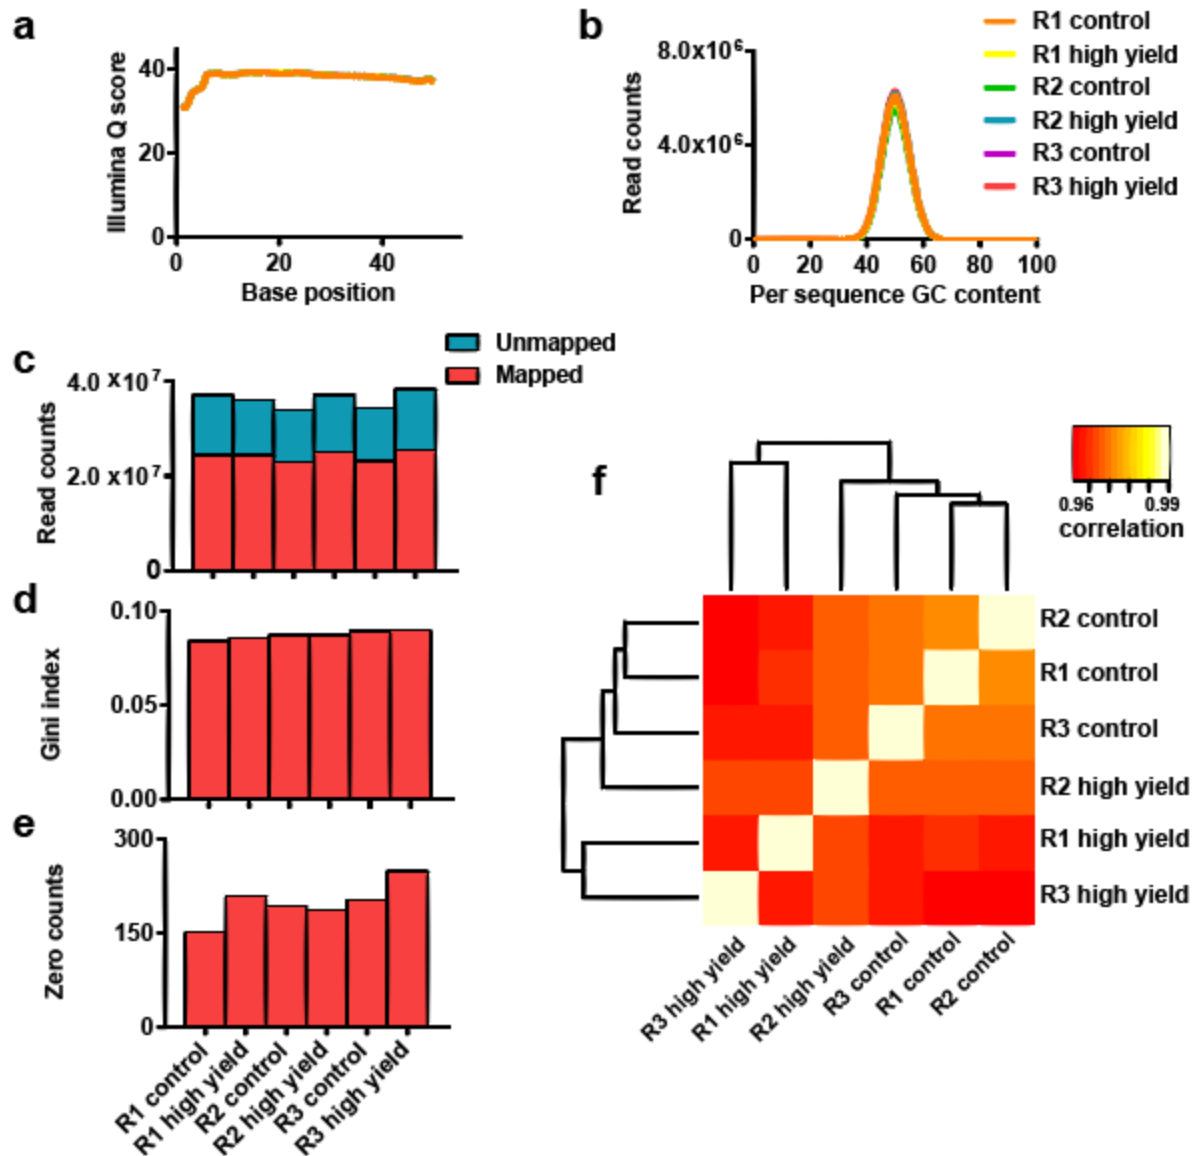 a
Illumina Q score
40
20
0
0 20 40
Base position
b
Read counts
8.0x10⁶
4.0x10⁶
0
0 20 40 60 80 100
Per sequence GC content
R1 control
R1 high yield
R2 control
R2 high yield
R3 control
R3 high yield
c
Unmapped
Mapped
Read counts
4.0 x10⁷
2.0 x10⁷
0
d
Gini index
0.10
0.05
0.00
e
Zero counts
300
150
0
R1 control
R1 high yield
R2 control
R2 high yield
R3 control
R3 high yield
f
0.96 0.99
correlation
R2 control
R1 control
R3 control
R2 high yield
R1 high yield
R3 high yield
R3 high yield
R1 high yield
R2 high yield
R3 control
R1 control
R2 control